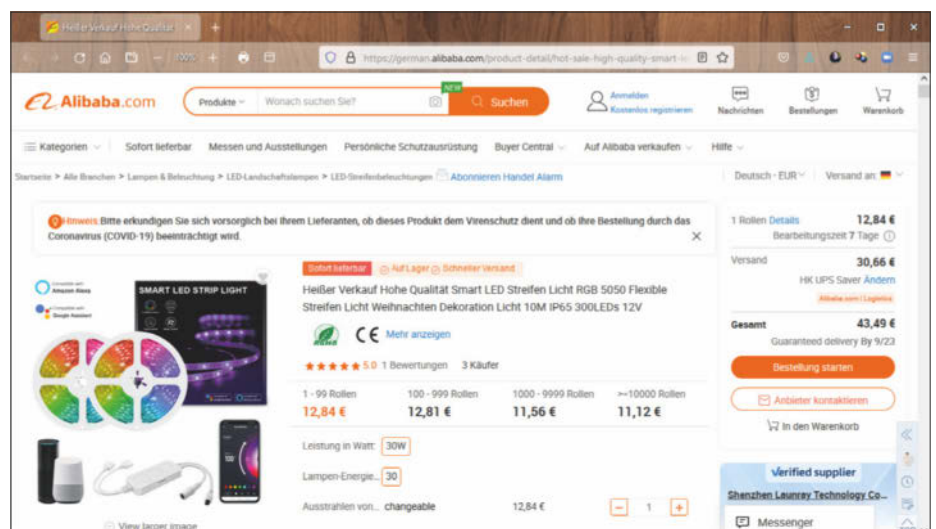 Heißer Verkauf Hohe Qualität
https://german.alibaba.com/product-detail/hot-sale-high-quality-smart-le
Alibaba.com
Produkte
Wonach suchen Sie?
NEW
Suchen
Anmelden
Kostenlos registrieren
Nachrichten
Bestellungen
Warenkorb
Kategorien
Sofort lieferbar
Messen und Ausstellungen
Persönliche Schutzausrüstung
Buyer Central
Auf Alibaba verkaufen
Hilfe
Startseite > Alle Branchen > Lampen & Beleuchtung > LED-Landschaftslampen > LED-Streifenbeleuchtungen Abonnieren Handel Alarm
Deutsch - EUR
Versand an:
Hinweis: Bitte erkundigen Sie sich vorsorglich bei Ihrem Lieferanten, ob dieses Produkt dem Virenschutz dient und ob Ihre Bestellung durch das
Coronavirus (COVID-19) beeinträchtigt wird.
1 Rollen Details 12,84 €
Bearbeitungszeit 7 Tage
Versand 30,66 €
HK UPS Saver Ändern
Alibaba.com Logistics
Gesamt 43,49 €
Guaranteed delivery By 9/23
Bestellung starten
Anbieter kontaktieren
In den Warenkorb
Verified supplier
Shenzhen Launray Technology Co...
Messenger
Amazon Alexa
Google Assistant
SMART LED STRIP LIGHT
View larger image
Sofort lieferbar Auf Lager Schneller Versand
Heißer Verkauf Hohe Qualität Smart LED Streifen Licht RGB 5050 Flexible
Streifen Licht Weihnachten Dekoration Licht 10M IP65 300LEDs 12V
CE Mehr anzeigen
5.0 1 Bewertungen 3 Käufer
1 - 99 Rollen 100 - 999 Rollen 1000 - 9999 Rollen >=10000 Rollen
12,84 € 12,81 € 11,56 € 11,12 €
Leistung in Watt: 30W
Lampen-Energie... 30
Ausstrahlen von... changeable 12,84 € − 1 +